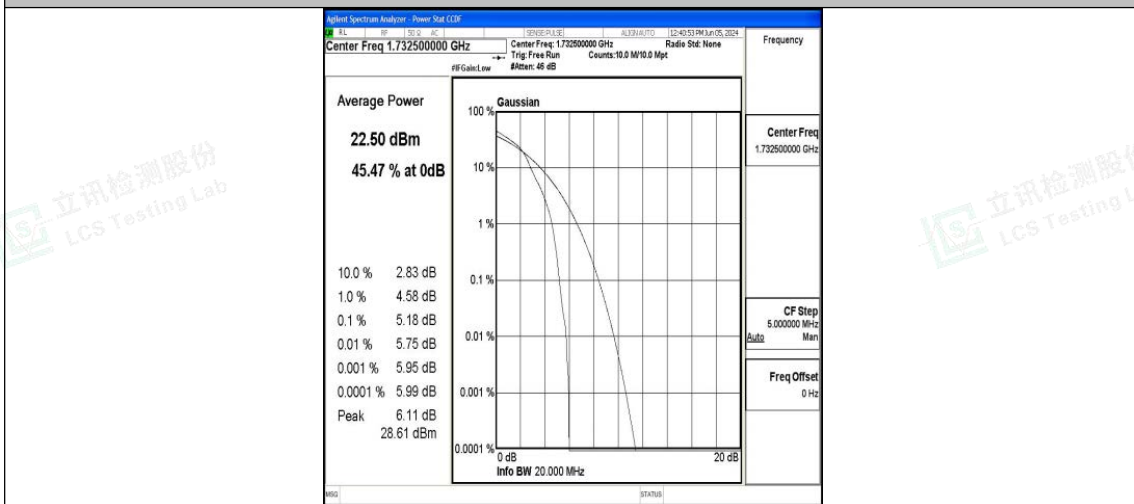 Agilent Spectrum Analyzer - Power Stat CCDF
RL RF 50 Ω AC SENSE:PULSE ALIGN AUTO 12:40:53 PM Jun 05, 2024
Center Freq 1.732500000 GHz
Center Freq: 1.732500000 GHz Radio Std: None
Trig: Free Run Counts:10.0 M/10.0 Mpt
#IFGain:Low #Atten: 46 dB
Frequency
Average Power
22.50 dBm
45.47 % at 0dB
10.0 % 2.83 dB
1.0 % 4.58 dB
0.1 % 5.18 dB
0.01 % 5.75 dB
0.001 % 5.95 dB
0.0001 % 5.99 dB
Peak 6.11 dB
28.61 dBm
Gaussian
100 %
10 %
1 %
0.1 %
0.01 %
0.001 %
0.0001 %
0 dB 20 dB
Info BW 20.000 MHz
Center Freq
1.732500000 GHz
CF Step
5.000000 MHz
Auto Man
Freq Offset
0 Hz
MSG STATUS
立讯检测股份
LCS Testing Lab
立讯检测股份
LCS Testing L